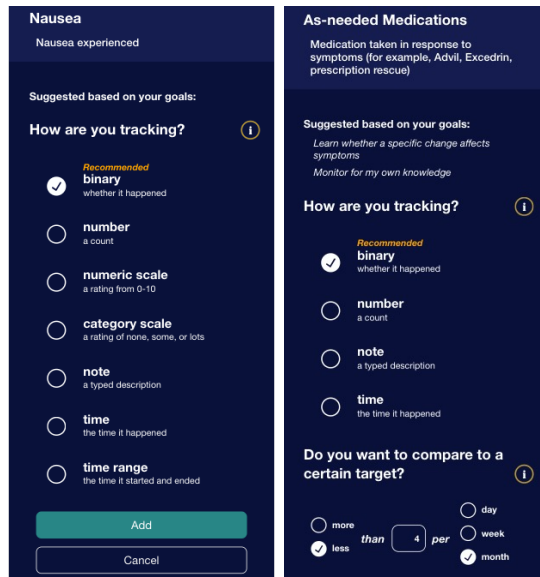 Nausea
Nausea experienced
Suggested based on your goals:
How are you tracking?
i
Recommended
binary
whether it happened
number
a count
numeric scale
a rating from 0-10
category scale
a rating of none, some, or lots
note
a typed description
time
the time it happened
time range
the time it started and ended
Add
Cancel
As-needed Medications
Medication taken in response to
symptoms (for example, Advil, Excedrin,
prescription rescue)
Suggested based on your goals:
Learn whether a specific change affects
symptoms
Monitor for my own knowledge
How are you tracking?
i
Recommended
binary
whether it happened
number
a count
note
a typed description
time
the time it happened
Do you want to compare to a
certain target?
i
more
less
than
4
per
day
week
month